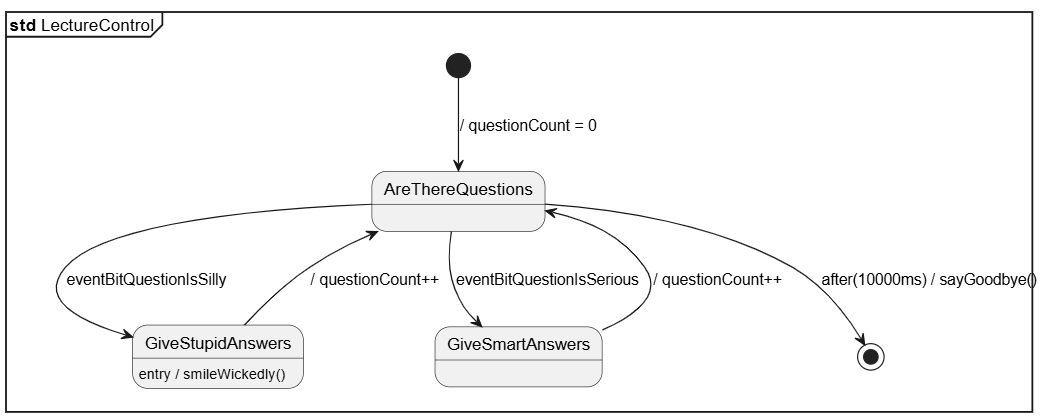 std LectureControl
/ questionCount = 0
AreThereQuestions
eventBitQuestionIsSilly
/ questionCount++
eventBitQuestionIsSerious
/ questionCount++
after(10000ms) / sayGoodbye()
GiveStupidAnswers
entry / smileWickedly()
GiveSmartAnswers